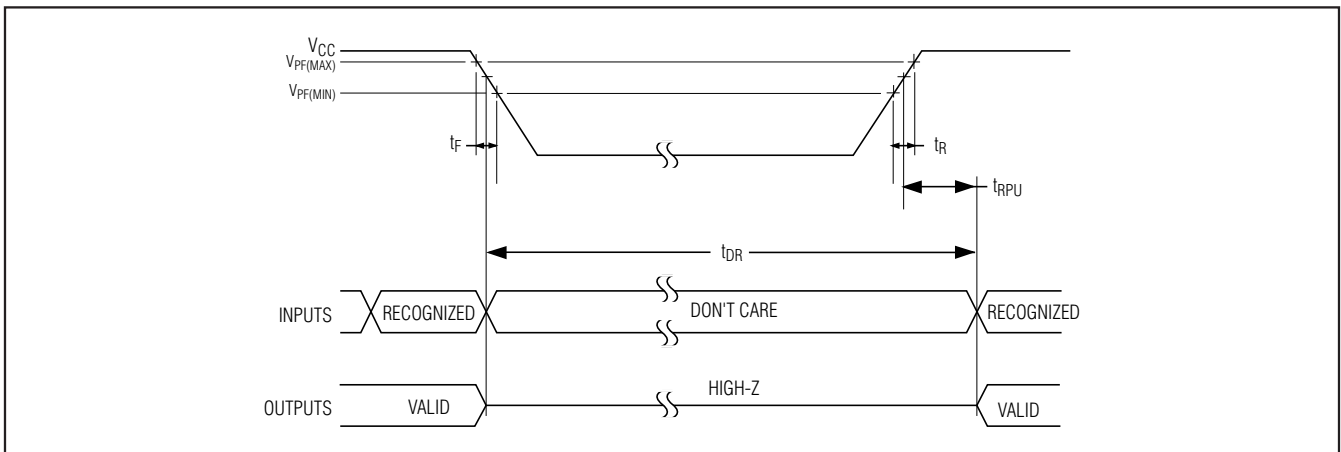 VCC
VPF(MAX)
VPF(MIN)
tF
tR
tRPU
tDR
INPUTS
RECOGNIZED
DON'T CARE
RECOGNIZED
HIGH-Z
OUTPUTS
VALID
VALID